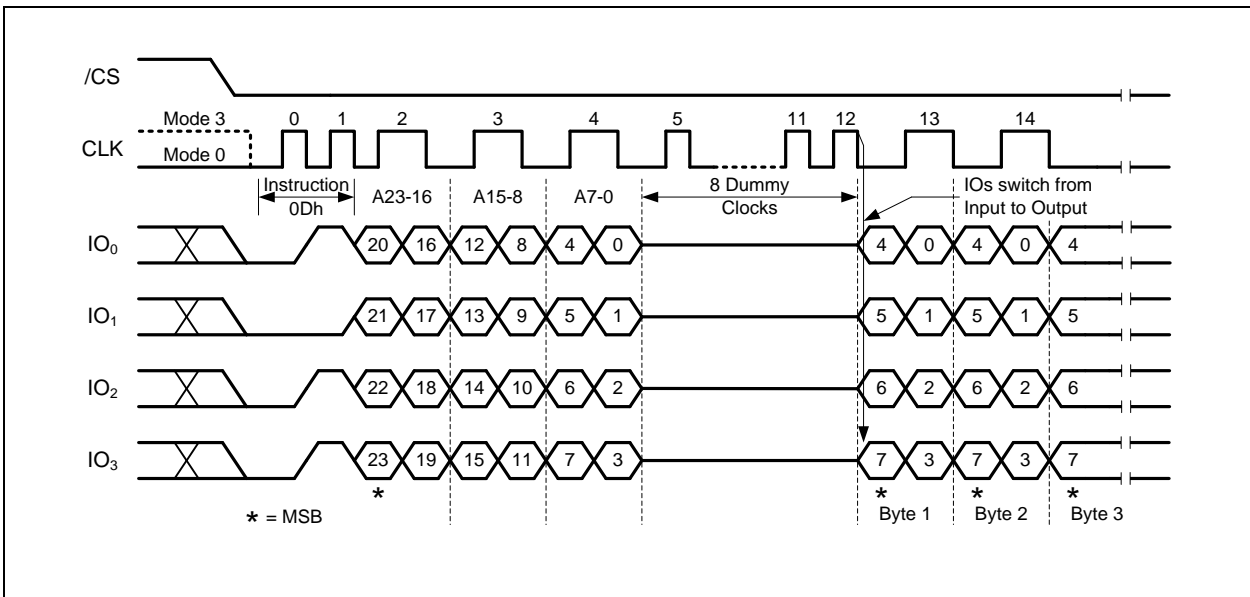 /CS
Mode 3 0 1 2 3 4 5 11 12 13 14
CLK
Mode 0
Instruction
0Dh
A23-16 A15-8 A7-0
8 Dummy
Clocks
IOs switch from
Input to Output
IO0 20 16 12 8 4 0 4 0 4 0 4
IO1 21 17 13 9 5 1 5 1 5 1 5
IO2 22 18 14 10 6 2 6 2 6 2 6
IO3 23 19 15 11 7 3 7 3 7 3 7
* * * *
* = MSB
Byte 1 Byte 2 Byte 3